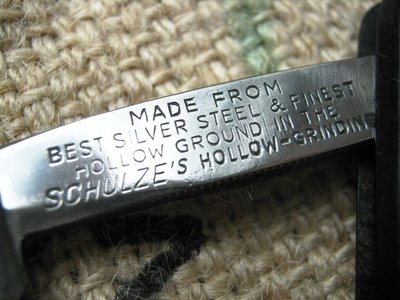 MADE FROM
BEST SILVER STEEL & FINEST
HOLLOW GROUND IN THE
SCHULZE'S HOLLOW-GRINDING